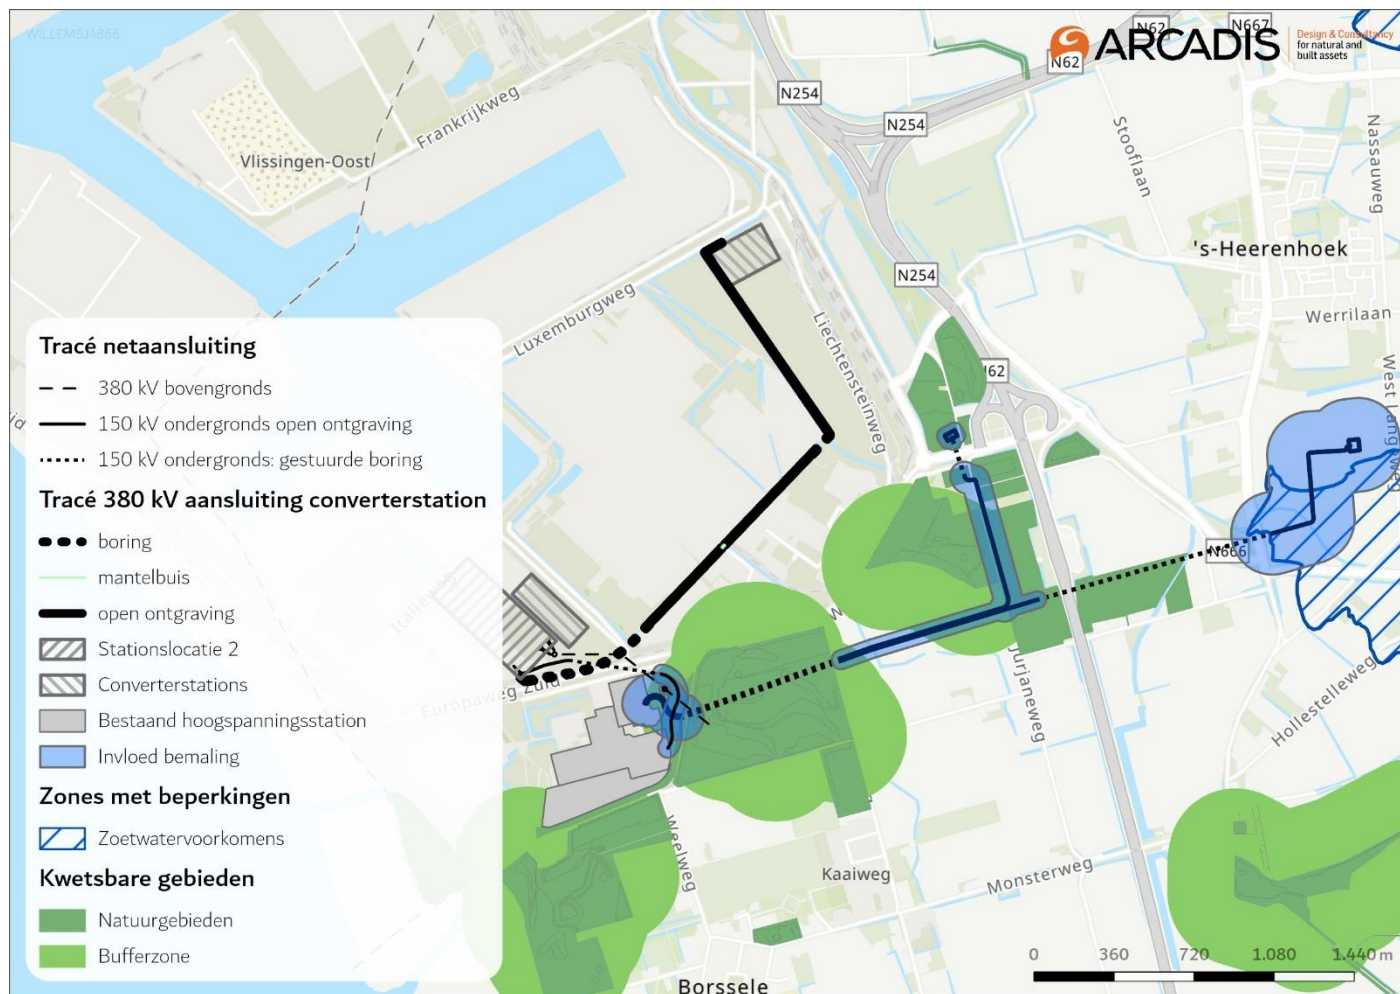 WILLEMSJ4866
N62
N667
ARCADIS
Design & Consultancy
for natural and
built assets
N62
N254
N254
Frankrijkweg
Vlissingen-Oost
Stooflaan
Nassauweg
's-Heerenhoek
N254
Luxemburgweg
Liechtensteinweg
Werrilaan
N62
West Langeweg
N666
Jurjaneweg
Hollestelleweg
Europaweg Zuid
Weelweg
Kaaiweg
Monsterweg
Borssele
Tracé netaansluiting
380 kV bovengronds
150 kV ondergronds open ontgraving
150 kV ondergronds: gestuurde boring
Tracé 380 kV aansluiting converterstation
boring
mantelbuis
open ontgraving
Stationslocatie 2
Converterstations
Bestaand hoogspanningsstation
Invloed bemaling
Zones met beperkingen
Zoetwatervoorkomens
Kwetsbare gebieden
Natuurgebieden
Bufferzone
0 360 720 1.080 1.440 m